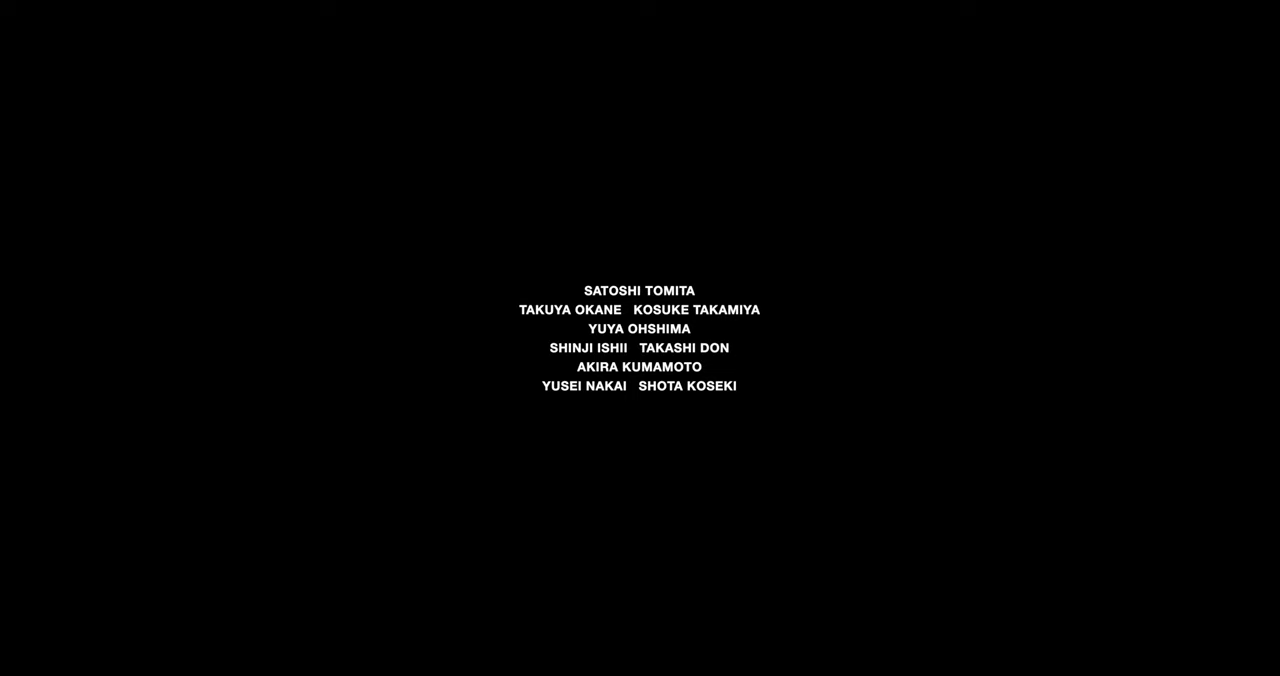 SATOSHI TOMITA
TAKUYA OKANE KOSUKE TAKAMIYA
YUYA OHSHIMA
SHINJI ISHII TAKASHI DON
AKIRA KUMAMOTO
YUSEI NAKAI SHOTA KOSEKI